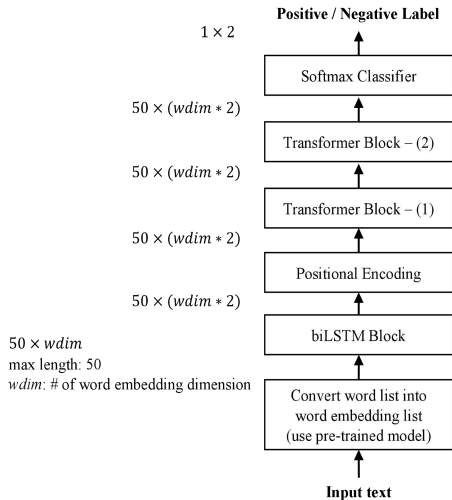 Positive / Negative Label
1 × 2
Softmax Classifier
50 × (wdim ∗ 2)
Transformer Block – (2)
50 × (wdim ∗ 2)
Transformer Block – (1)
50 × (wdim ∗ 2)
Positional Encoding
50 × (wdim ∗ 2)
biLSTM Block
50 × wdim
max length: 50
wdim: # of word embedding dimension
Convert word list into
word embedding list
(use pre-trained model)
Input text